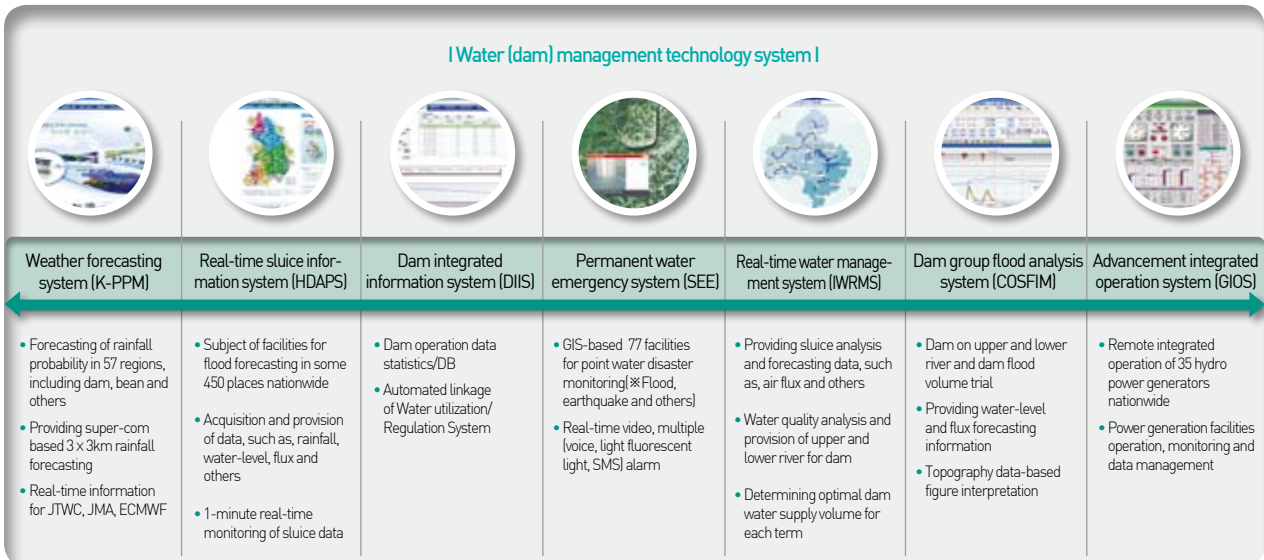 | Water (dam) management technology system |
Weather forecasting
system (K-PPM)
• Forecasting of rainfall
probability in 57 regions,
including dam, bean and
others
• Providing super-com
based 3 x 3km rainfall
forecasting
• Real-time information
for JTWC, JMA, ECMWF
Real-time sluice infor-
mation system (HDAPS)
• Subject of facilities for
flood forecasting in some
450 places nationwide
• Acquisition and provision
of data, such as, rainfall,
water-level, flux and
others
• 1-minute real-time
monitoring of sluice data
Dam integrated
information system (DIIS)
• Dam operation data
statistics/DB
• Automated linkage
of Water utilization/
Regulation System
Permanent water
emergency system (SEE)
• GIS-based 77 facilities
for point water disaster
monitoring(※Flood,
earthquake and others)
• Real-time video, multiple
(voice, light fluorescent
light, SMS) alarm
Real-time water manage-
ment system (IWRMS)
• Providing sluice analysis
and forecasting data, such
as, air flux and others
• Water quality analysis and
provision of upper and
lower river for dam
• Determining optimal dam
water supply volume for
each term
Dam group flood analysis
system (COSFIM)
• Dam on upper and lower
river and dam flood
volume trial
• Providing water-level
and flux forecasting
information
• Topography data-based
figure interpretation
Advancement integrated
operation system (GIOS)
• Remote integrated
operation of 35 hydro
power generators
nationwide
• Power generation facilities
operation, monitoring and
data management